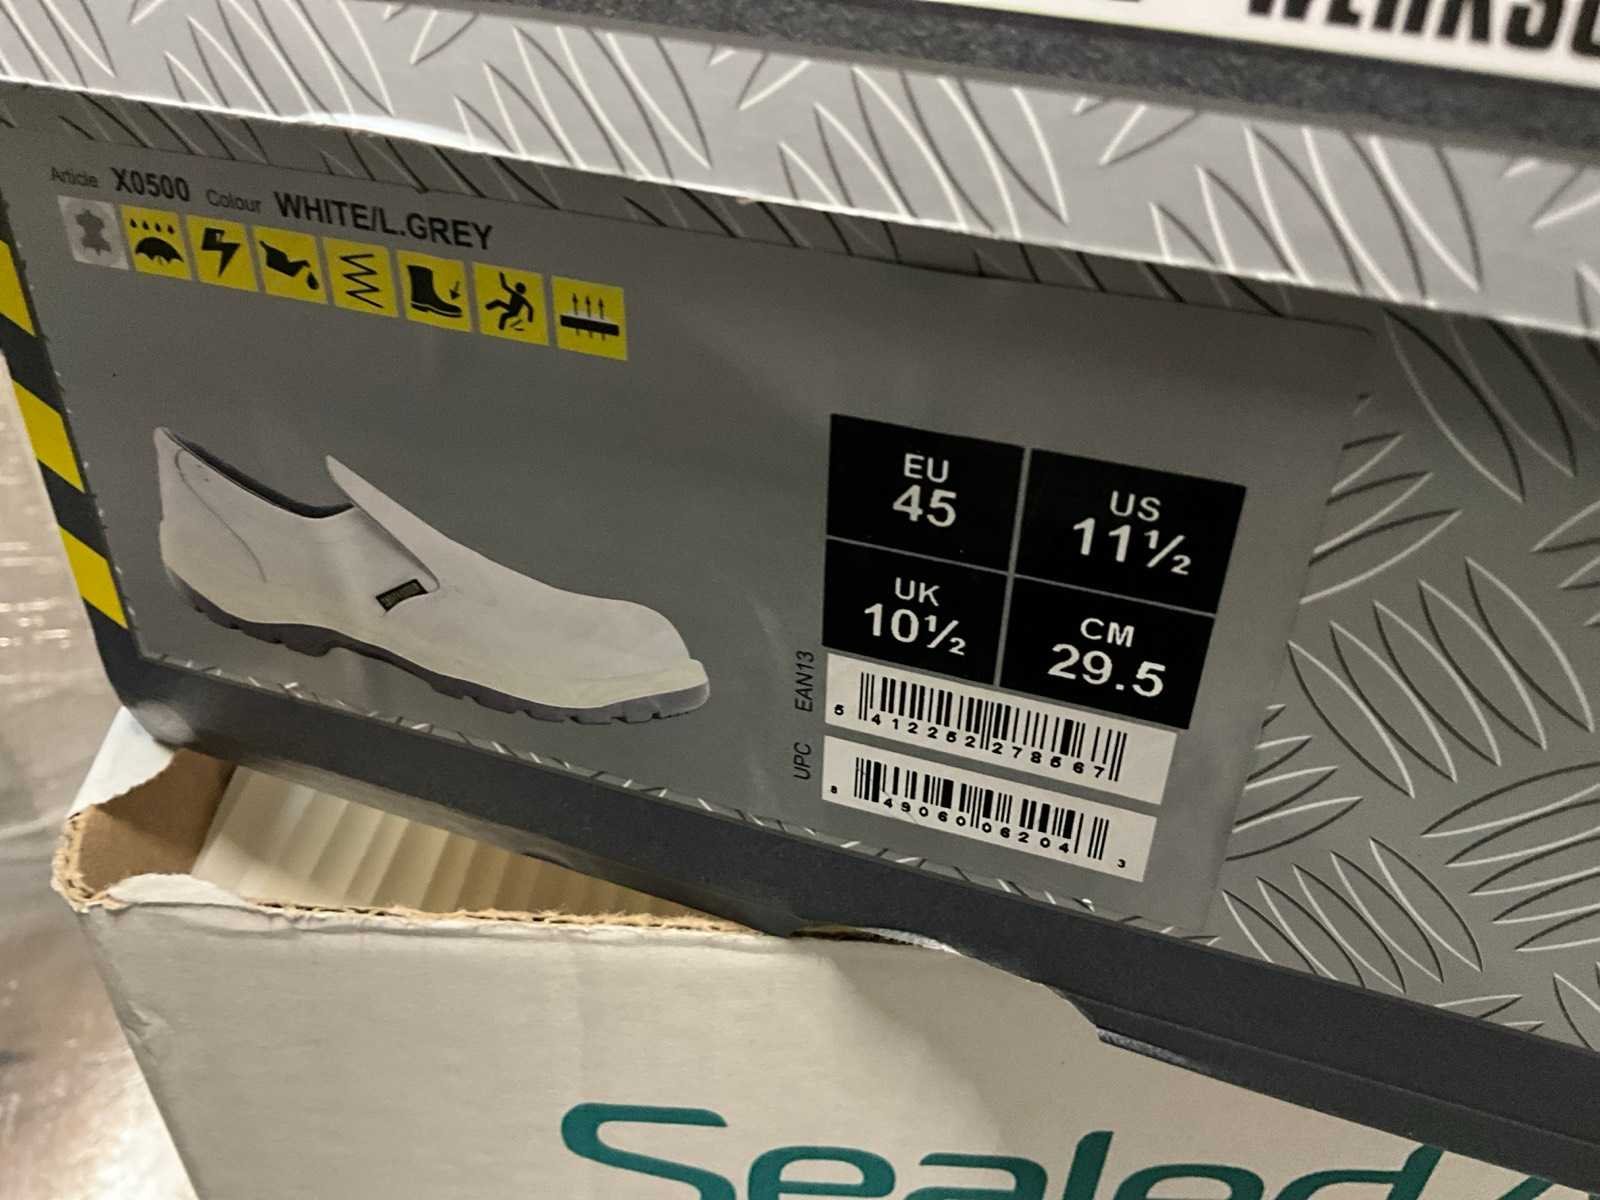 Article X0500 Colour WHITE/L.GREY
EU
45
US
11½
UK
10½
CM
29.5
EAN13
5 412252 278567
UPC
8 49060 06204 3
Sealed